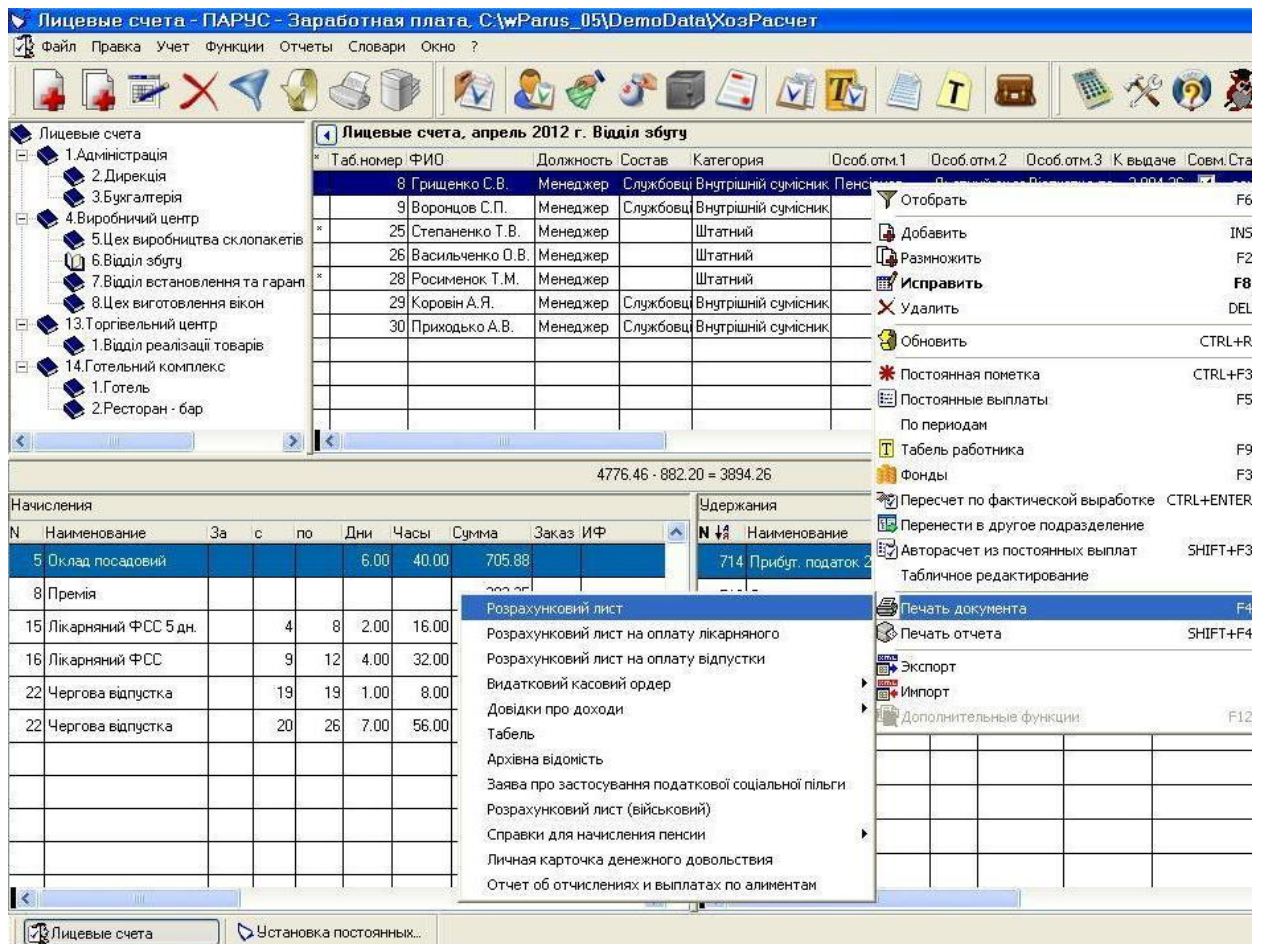 Лицевые счета - ПАРУС - Заработная плата, C:\wParus_05\DemoData\ХозРасчет
Файл Правка Учет Функции Отчеты Словари Окно ?
Лицевые счета
1.Адміністрація
2.Дирекція
3.Бухгалтерія
4.Виробничий центр
5.Цех виробництва склопакетів
6.Відділ збуту
7.Відділ встановлення та гарант
8.Цех виготовлення вікон
13.Торгівельний центр
1.Відділ реалізації товарів
14.Готельний комплекс
1.Готель
2.Ресторан - бар
Лицевые счета, апрель 2012 г. Відділ збуту
* Таб.номер ФИО Должность Состав Категория Особ.отм.1 Особ.отм.2 Особ.отм.3 К выдаче Совм. Ста
8 Грищенко С.В. Менеджер Службовці Внутрішній сумісник
9 Воронцов С.П. Менеджер Службовці Внутрішній сумісник
* 25 Степаненко Т.В. Менеджер Штатний
26 Васильченко О.В. Менеджер Штатний
* 28 Росименок Т.М. Менеджер Штатний
29 Коровін А.Я. Менеджер Службовці Внутрішній сумісник
30 Приходько А.В. Менеджер Службовці Внутрішній сумісник
Отобрать F6
Добавить INS
Размножить F2
Исправить F8
Удалить DEL
Обновить CTRL+R
Постоянная пометка CTRL+F3
Постоянные выплаты F5
По периодам
Табель работника F9
Фонды F3
Пересчет по фактической выработке CTRL+ENTER
Перенести в другое подразделение
Авторасчет из постоянных выплат SHIFT+F3
Табличное редактирование
Печать документа F4
Печать отчета SHIFT+F4
Экспорт
Импорт
Дополнительные функции F12
4776.46 - 882.20 = 3894.26
Начисления
N Наименование За с по Дни Часы Сумма Заказ ИФ
5 Оклад посадовий 6.00 40.00 705.88
8 Премія
15 Лікарняний ФСС 5 дн. 4 8 2.00 16.00
16 Лікарняний ФСС 9 12 4.00 32.00
22 Чергова відпустка 19 19 1.00 8.00
22 Чергова відпустка 20 26 7.00 56.00
Удержания
N Наименование
714 Прибут. податок 2
Розрахунковий лист
Розрахунковий лист на оплату лікарняного
Розрахунковий лист на оплату відпустки
Видатковий касовий ордер
Довідки про доходи
Табель
Архівна відомість
Заява про застосування податкової соціальної пільги
Розрахунковий лист (військовий)
Справки для начисления пенсии
Личная карточка денежного довольствия
Отчет об отчислениях и выплатах по алиментам
Лицевые счета
Установка постоянных...